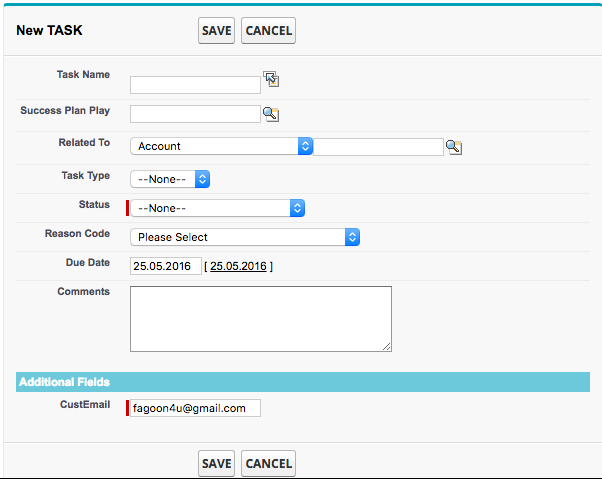 New TASK SAVE CANCEL
Task Name
Success Plan Play
Related To Account
Task Type --None--
Status --None--
Reason Code Please Select
Due Date 25.05.2016 [ 25.05.2016 ]
Comments
Additional Fields
CustEmail fagoon4u@gmail.com
SAVE CANCEL